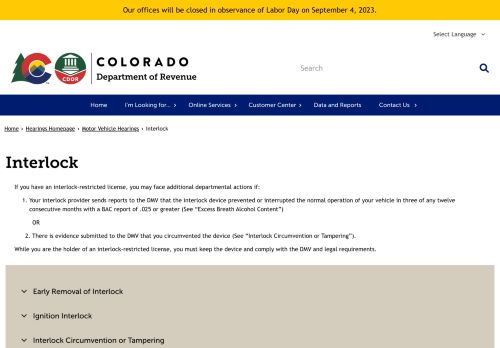 Our offices will be closed in observance of Labor Day on September 4, 2023.
Select Language
CDOR
COLORADO
Department of Revenue
Search
Home
I'm Looking for...
Online Services
Customer Center
Data and Reports
Contact Us
Home › Hearings Homepage › Motor Vehicle Hearings › Interlock
Interlock
If you have an interlock-restricted license, you may face additional departmental actions if:
1. Your interlock provider sends reports to the DMV that the interlock device prevented or interrupted the normal operation of your vehicle in three of any twelve
consecutive months with a BAC report of .025 or greater (See “Excess Breath Alcohol Content”)
OR
2. There is evidence submitted to the DMV that you circumvented the device (See “Interlock Circumvention or Tampering”).
While you are the holder of an interlock-restricted license, you must keep the device and comply with the DMV and legal requirements.
Early Removal of Interlock
Ignition Interlock
Interlock Circumvention or Tampering